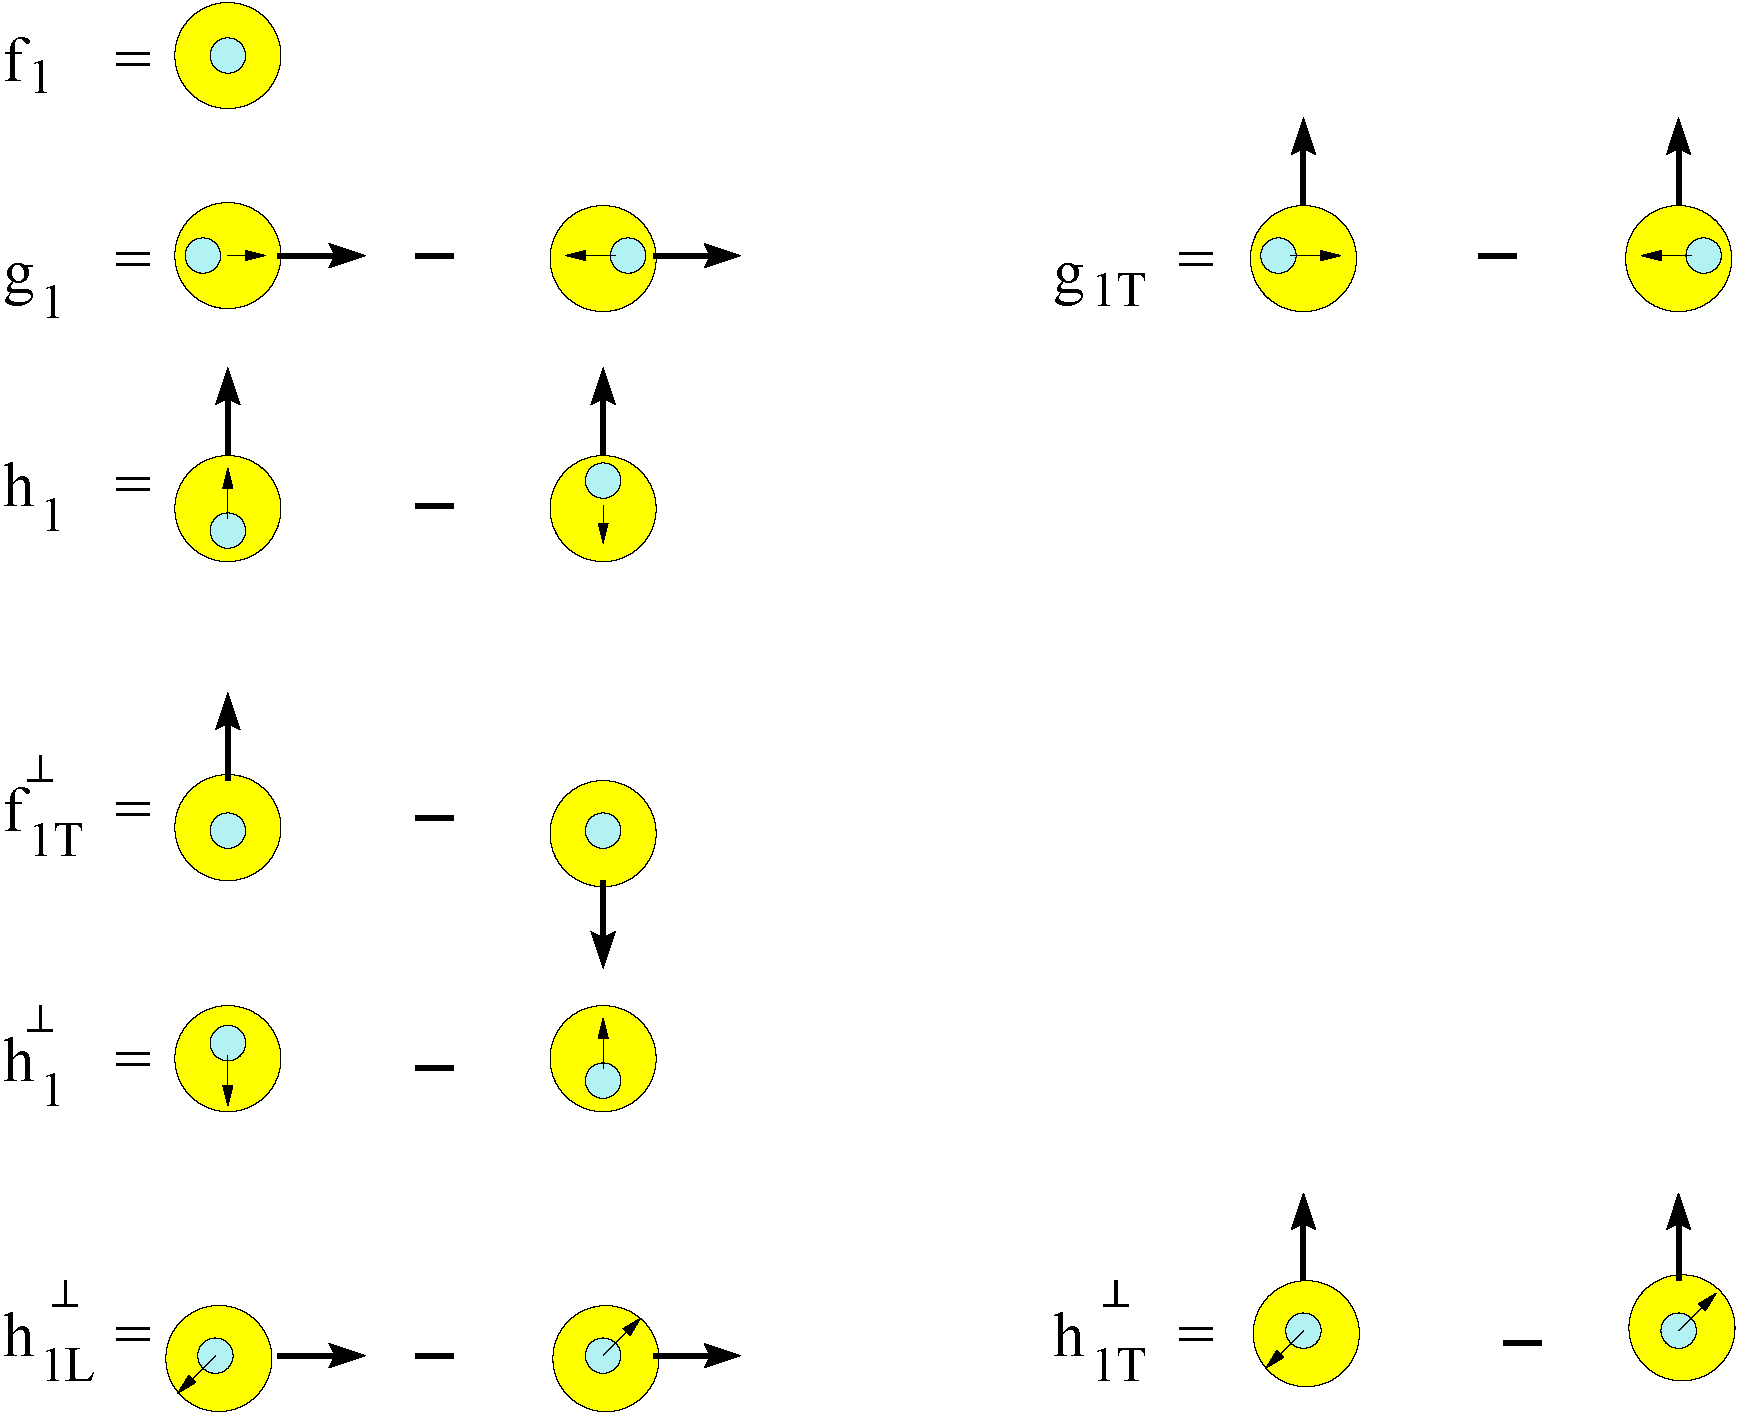 f₁ =
g₁ = − g₁T = −
h₁ = −
f⊥₁T = −
h⊥₁ = −
h⊥₁L = − h⊥₁T = −